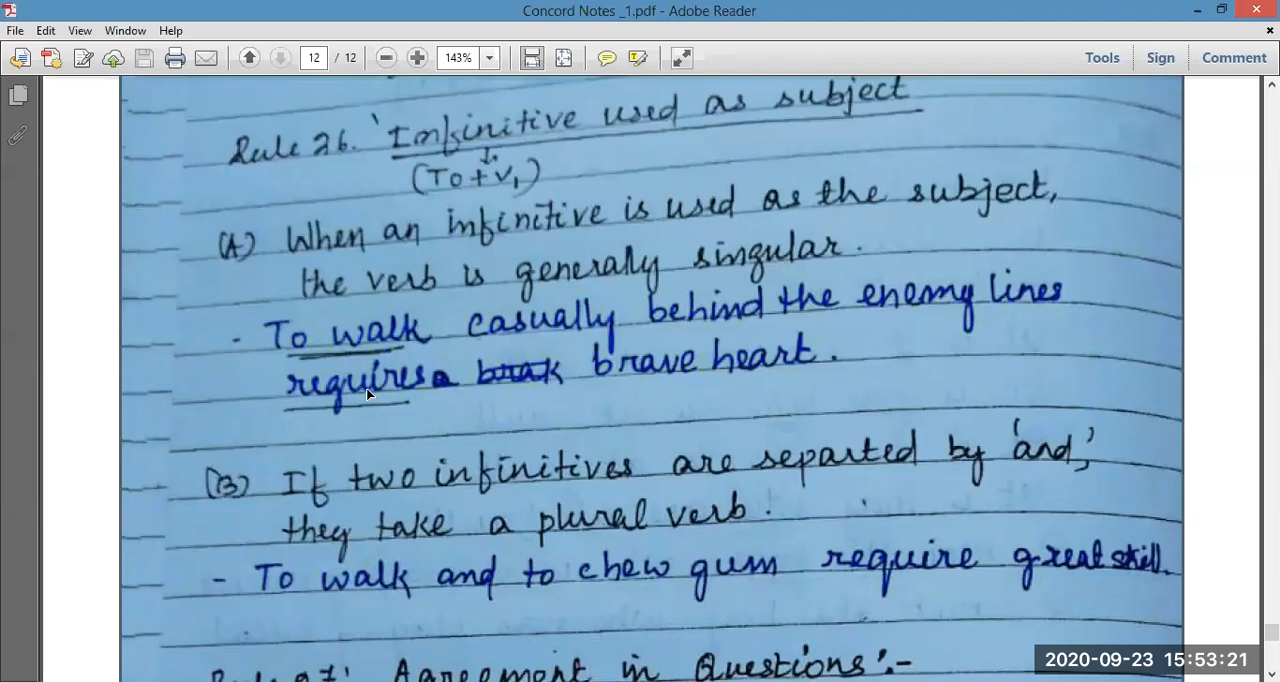 Concord Notes _1.pdf - Adobe Reader
File Edit View Window Help
12 / 12 143% Tools Sign Comment
Rule 26. 'Infinitive used as subject
(To + V1)
(A) When an infinitive is used as the subject,
the verb is generally singular.
- To walk casually behind the enemy lines
requires a brave heart.
(B) If two infinitives are separted by 'and,'
they take a plural verb.
- To walk and to chew gum require great skill.
Rule 27. Agreement in Questions :-
2020-09-23 15:53:21